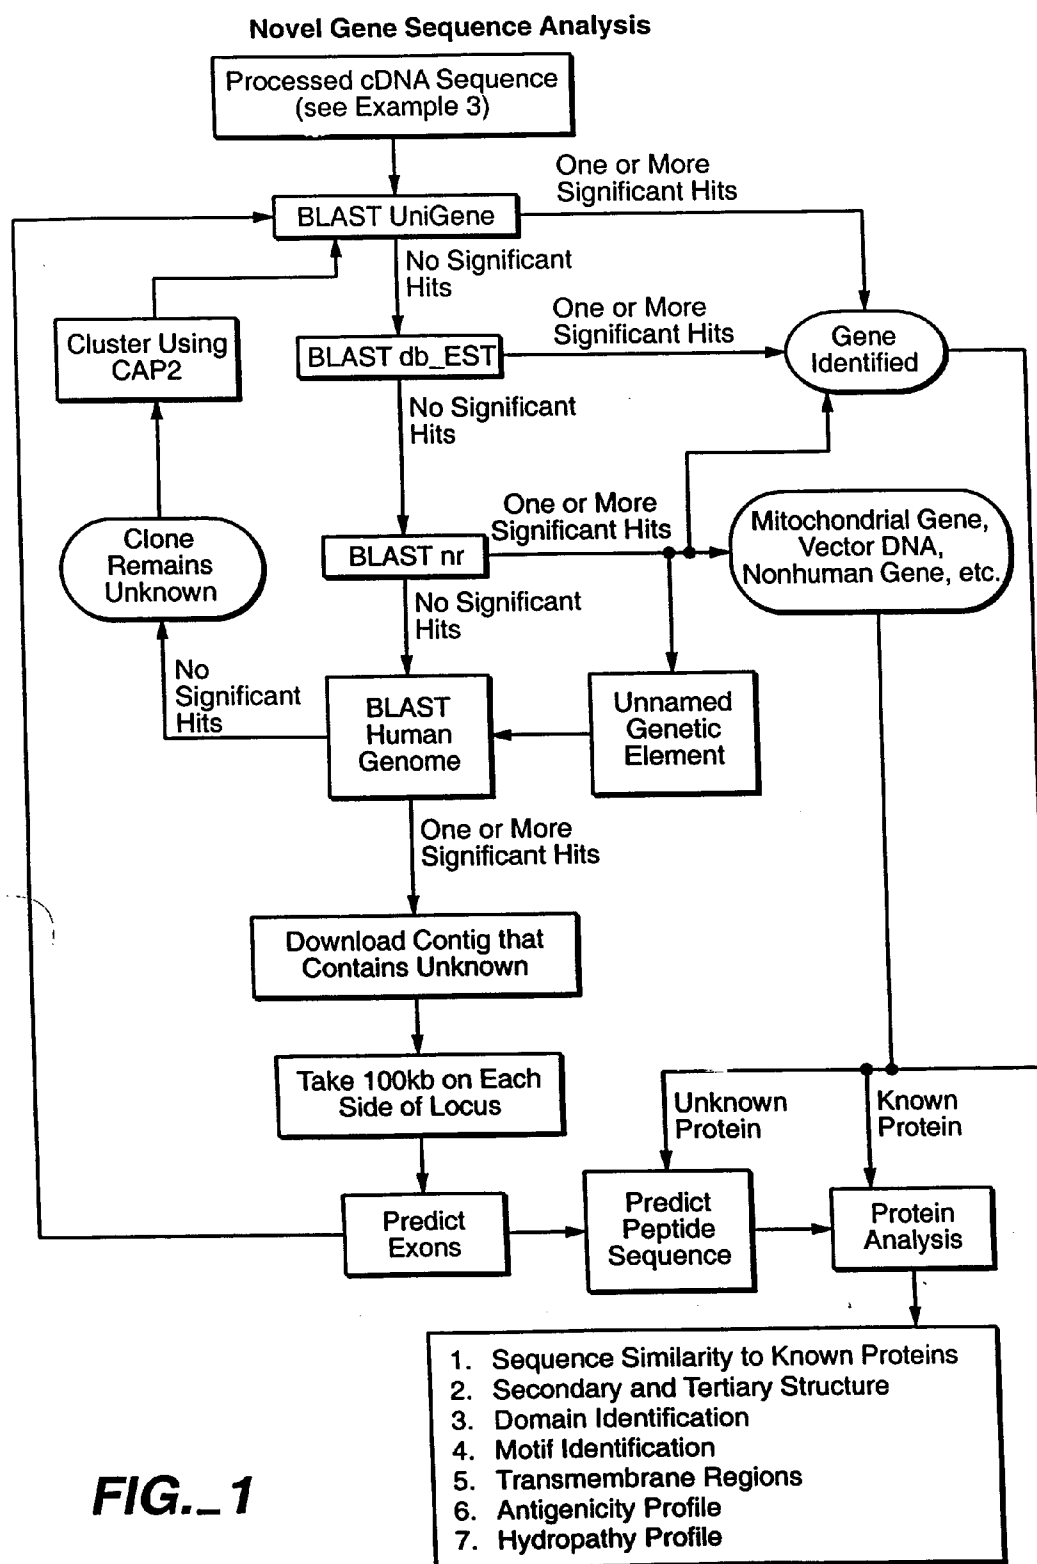 Novel Gene Sequence Analysis
Processed cDNA Sequence
(see Example 3)
One or More
Significant Hits
BLAST UniGene
No Significant
Hits
One or More
Significant Hits
Cluster Using
CAP2
BLAST db_EST
Gene
Identified
No Significant
Hits
One or More
Significant Hits
Clone
Remains
Unknown
BLAST nr
Mitochondrial Gene,
Vector DNA,
Nonhuman Gene, etc.
No Significant
Hits
No
Significant
Hits
BLAST
Human
Genome
Unnamed
Genetic
Element
One or More
Significant Hits
Download Contig that
Contains Unknown
Take 100kb on Each
Side of Locus
Unknown
Protein
Known
Protein
Predict
Exons
Predict
Peptide
Sequence
Protein
Analysis
1. Sequence Similarity to Known Proteins
2. Secondary and Tertiary Structure
3. Domain Identification
4. Motif Identification
5. Transmembrane Regions
6. Antigenicity Profile
7. Hydropathy Profile
FIG._1